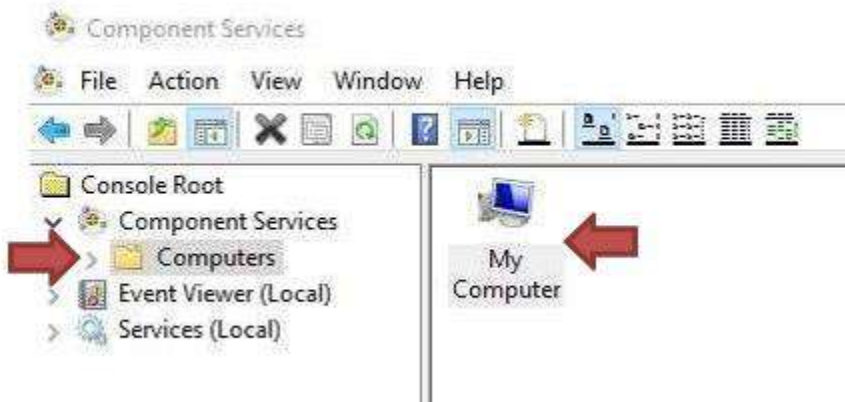 Component Services
File Action View Window Help
Console Root
Component Services
Computers
Event Viewer (Local)
Services (Local)
My
Computer